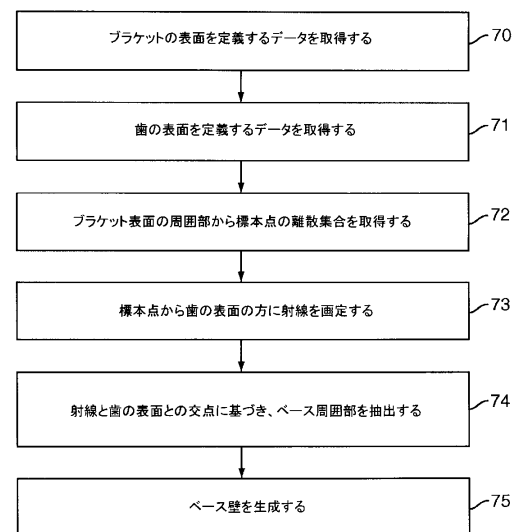 ブラケットの表面を定義するデータを取得する
70
歯の表面を定義するデータを取得する
71
ブラケット表面の周囲部から標本点の離散集合を取得する
72
標本点から歯の表面の方に射線を画定する
73
射線と歯の表面との交点に基づき、ベース周囲部を抽出する
74
ベース壁を生成する
75